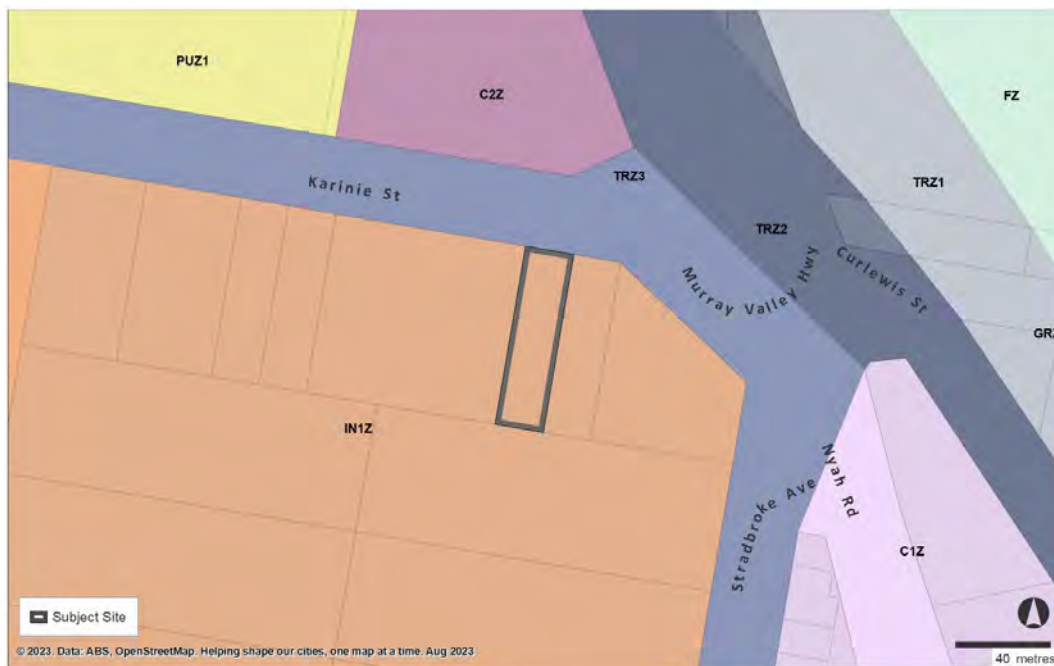 PUZ1
C2Z
FZ
Karinie St
TRZ3
TRZ1
TRZ2
Murray Valley Hwy
Curlewis St
GRZ
IN1Z
Nyah Rd
Stradbroke Ave
C1Z
Subject Site
© 2023. Data: ABS, OpenStreetMap. Helping shape our cities, one map at a time. Aug 2023
40 metres